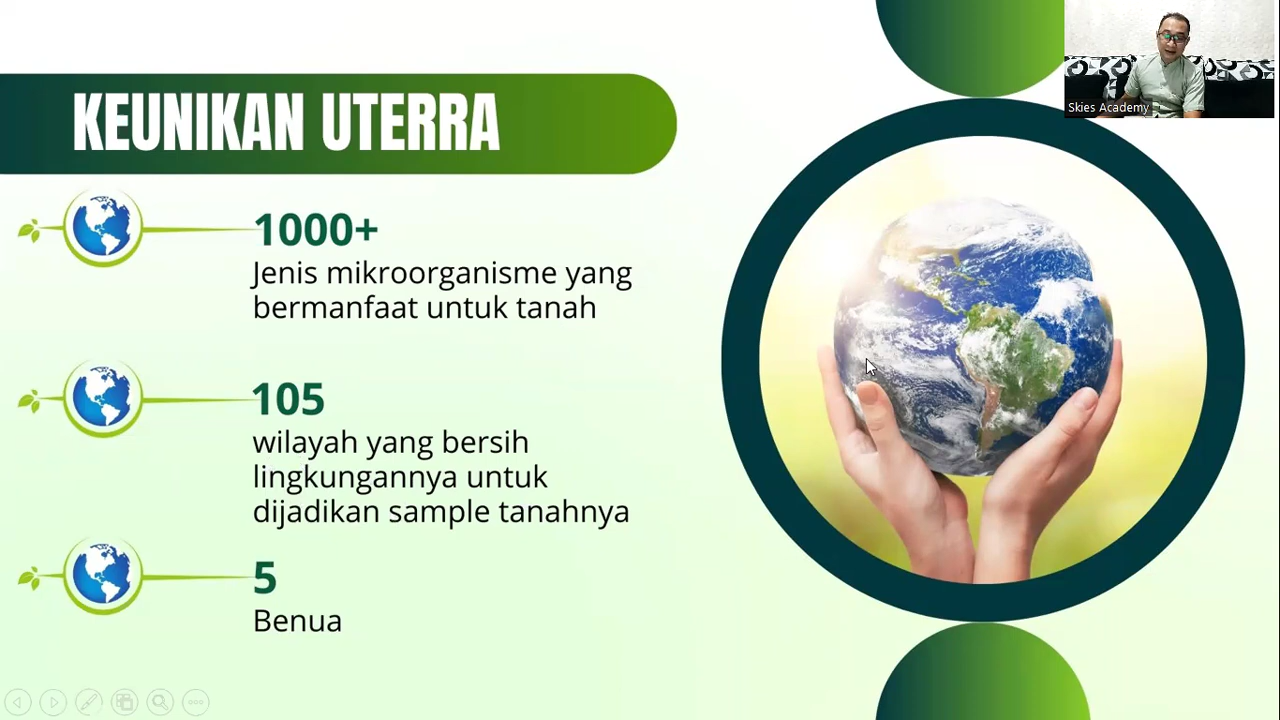 KEUNIKAN UTERRA
1000+
Jenis mikroorganisme yang
bermanfaat untuk tanah
105
wilayah yang bersih
lingkungannya untuk
dijadikan sample tanahnya
5
Benua
Skies Academy